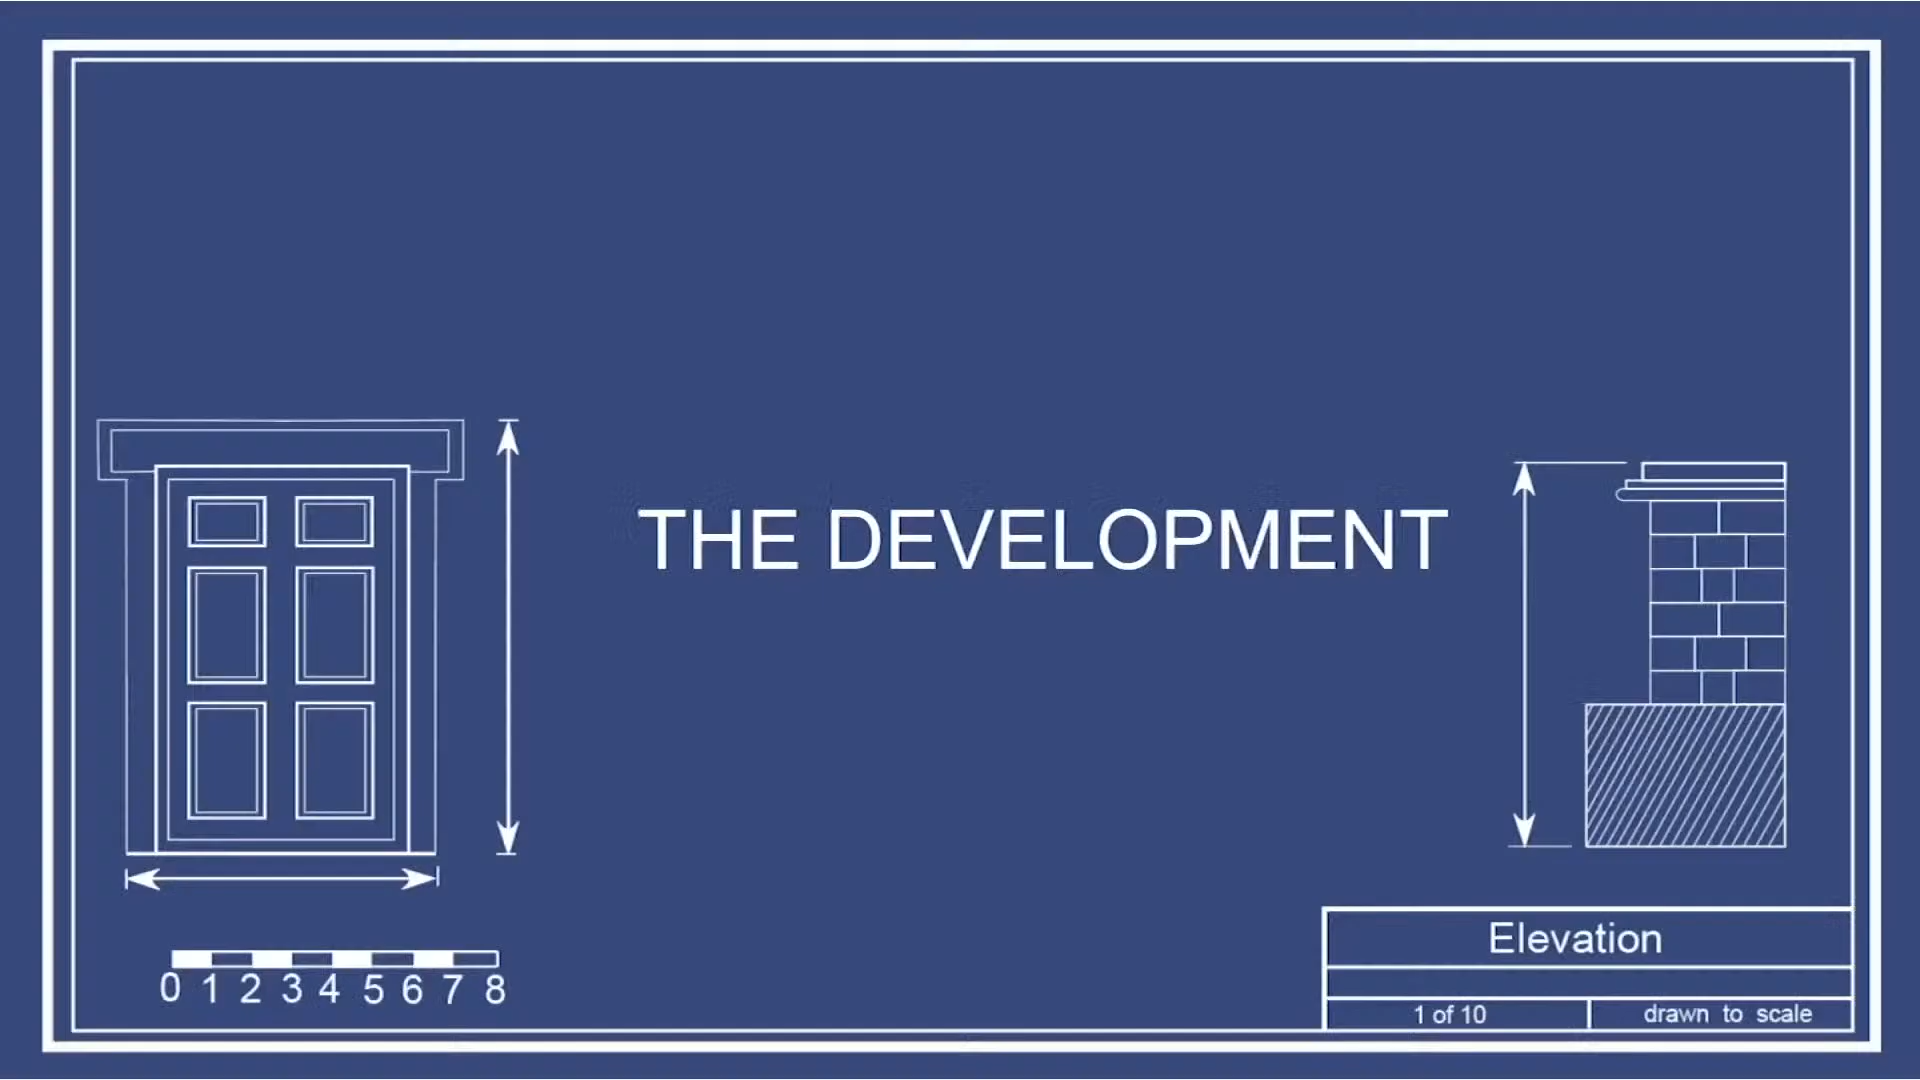 THE DEVELOPMENT
0 1 2 3 4 5 6 7 8
Elevation
1 of 10
drawn to scale